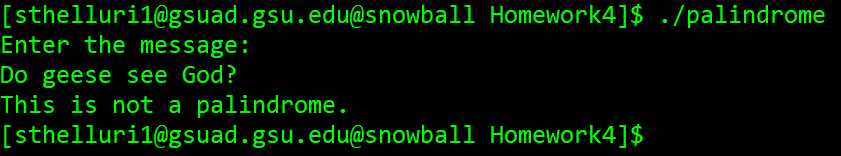 [sthelluri1@gsuad.gsu.edu@snowball Homework4]$ ./palindrome
Enter the message:
Do geese see God?
This is not a palindrome.
[sthelluri1@gsuad.gsu.edu@snowball Homework4]$